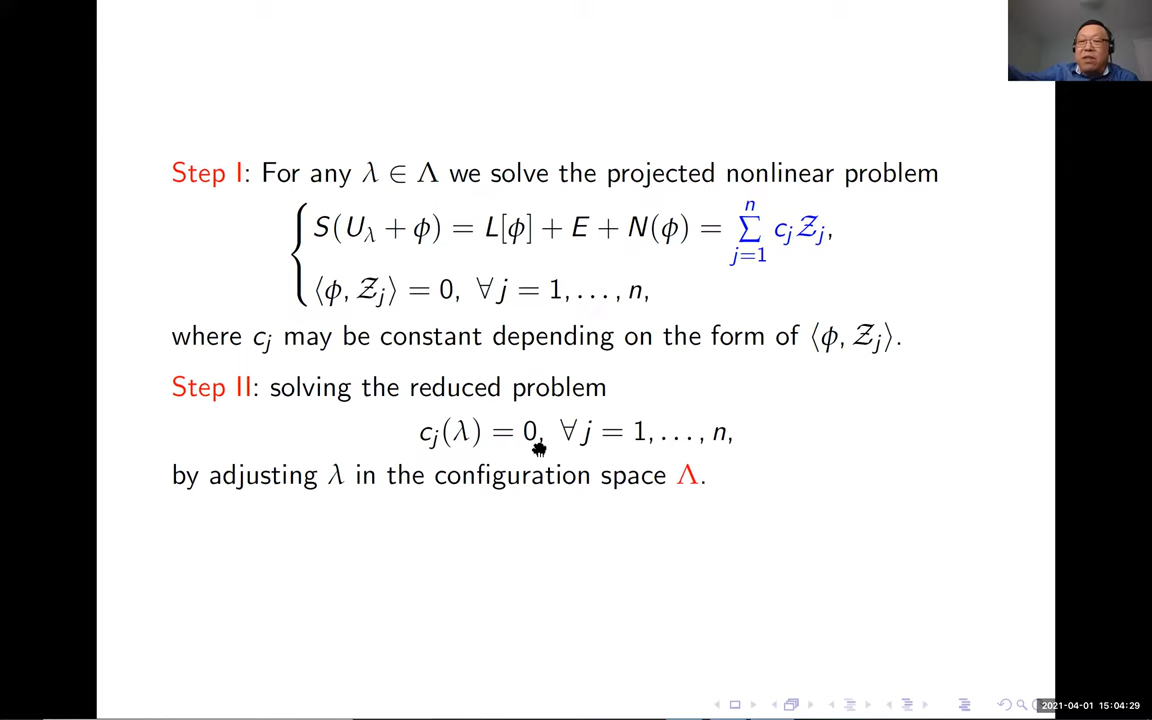 Step I: For any λ ∈ Λ we solve the projected nonlinear problem
S(U_λ + ϕ) = L[ϕ] + E + N(ϕ) = ∑_{j=1}^{n} c_j 𝒵_j,
⟨ϕ, 𝒵_j⟩ = 0, ∀ j = 1, . . . , n,
where c_j may be constant depending on the form of ⟨ϕ, 𝒵_j⟩.
Step II: solving the reduced problem
c_j(λ) = 0, ∀ j = 1, . . . , n,
by adjusting λ in the configuration space Λ.
2021-04-01 15:04:29